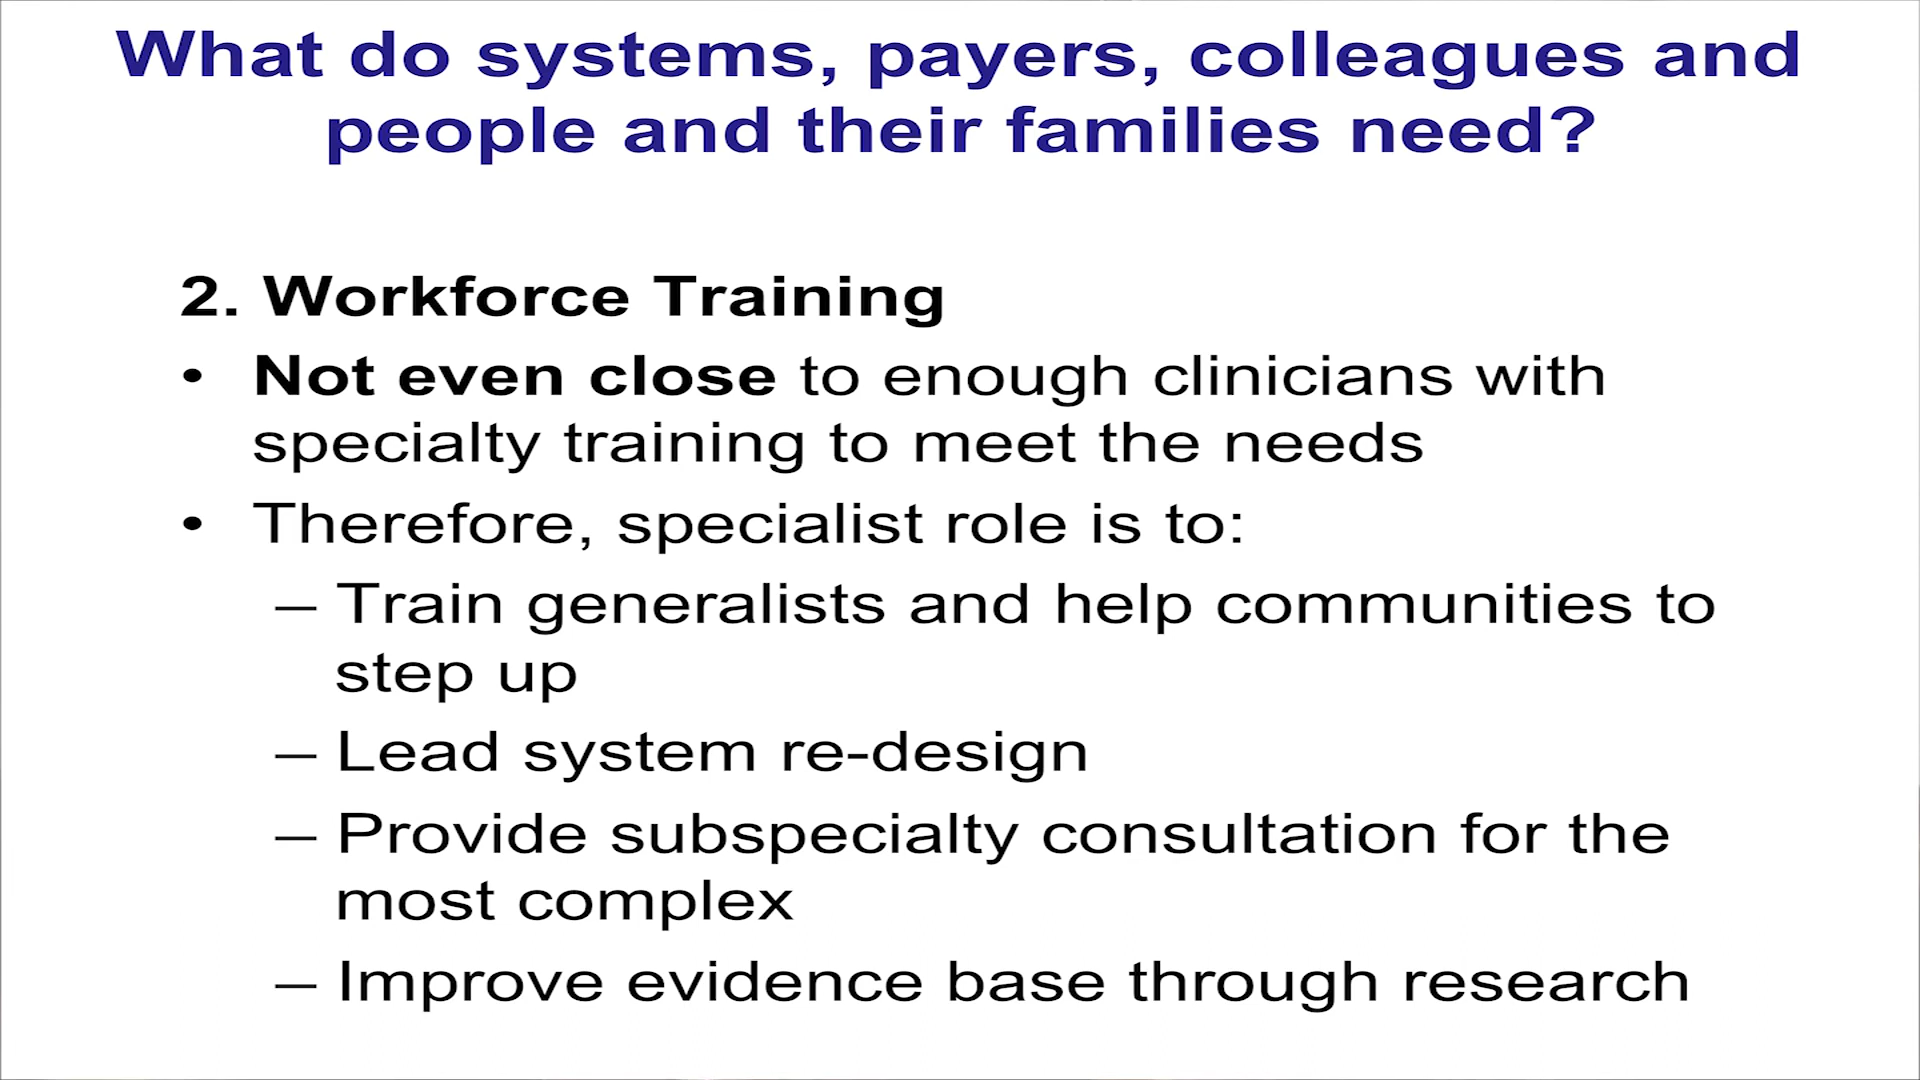 What do systems, payers, colleagues and
people and their families need?
2. Workforce Training
• Not even close to enough clinicians with
specialty training to meet the needs
• Therefore, specialist role is to:
– Train generalists and help communities to
step up
– Lead system re-design
– Provide subspecialty consultation for the
most complex
– Improve evidence base through research